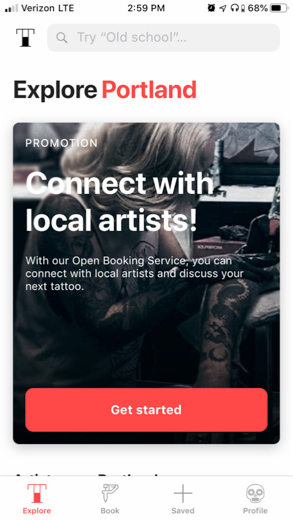 Verizon LTE 2:59 PM 68%
Try “Old school”...
Explore Portland
PROMOTION
Connect with
local artists!
With our Open Booking Service, you can
connect with local artists and discuss your
next tattoo.
Get started
Explore Book Saved Profile